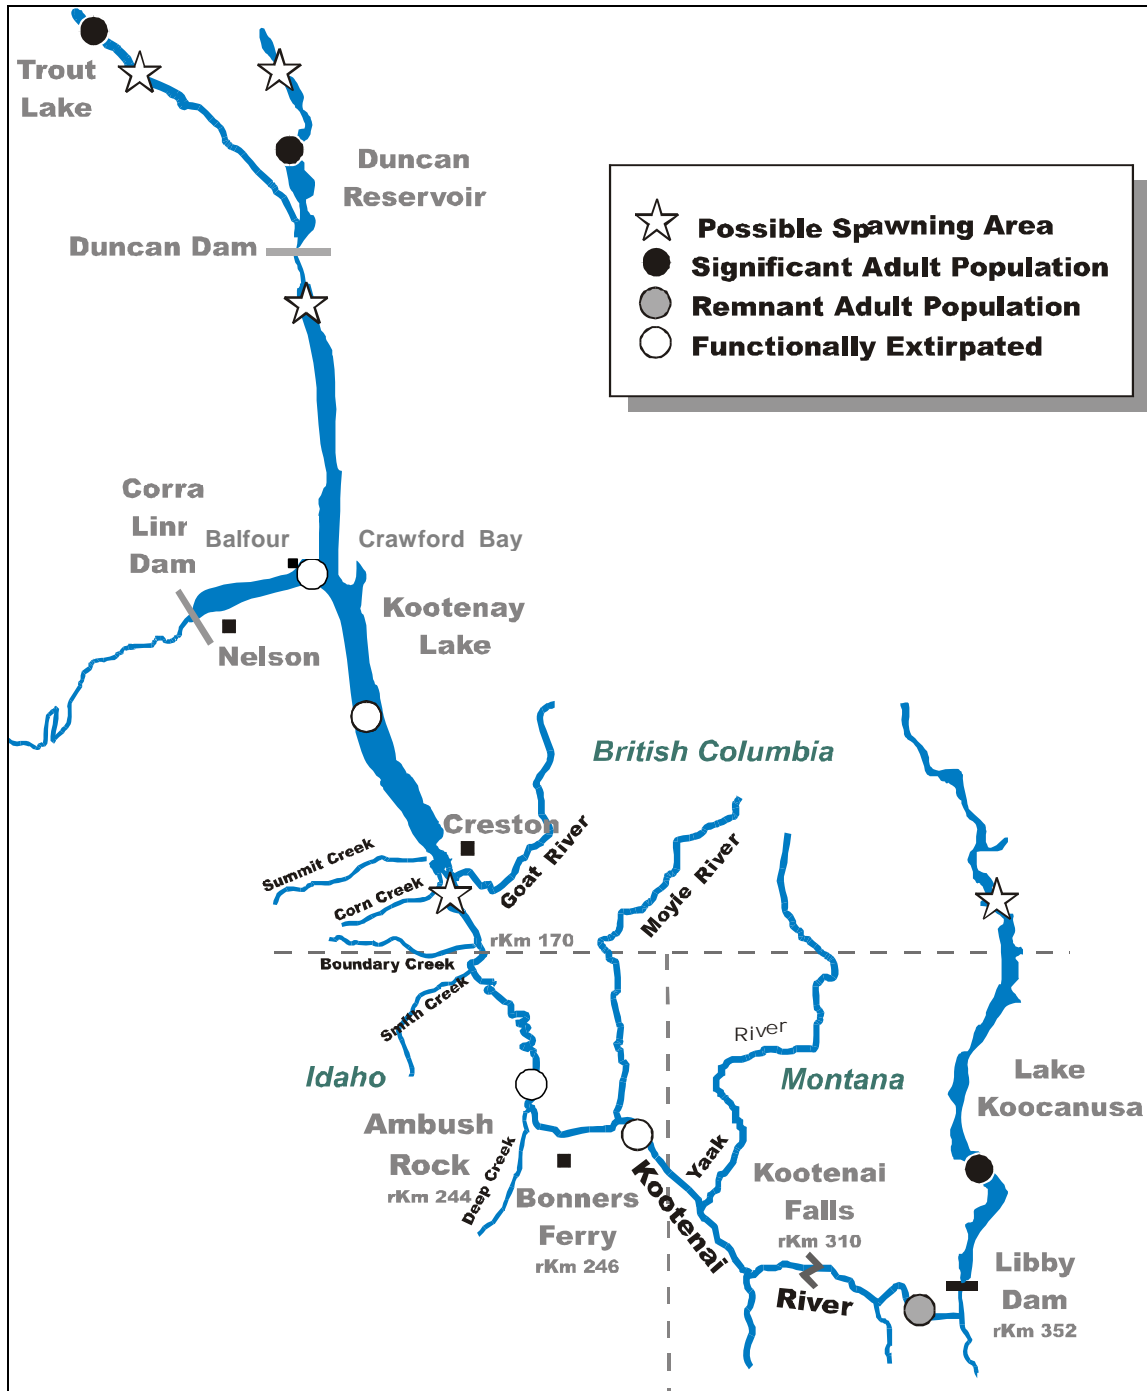 Trout
Lake
Duncan
Reservoir
Duncan Dam
Possible Spawning Area
Significant Adult Population
Remnant Adult Population
Functionally Extirpated
Corra
Linr
Dam
Balfour
Crawford Bay
Kootenay
Lake
Nelson
British Columbia
Creston
Summit Creek
Goat River
Corn Creek
Moyle River
rKm 170
Boundary Creek
Smith Creek
River
Idaho
Montana
Lake
Koocanusa
Ambush
Rock
rKm 244
Deep Creek
Bonners
Ferry
rKm 246
Kootenai
Yaak
Kootenai
Falls
rKm 310
River
Libby
Dam
rKm 352